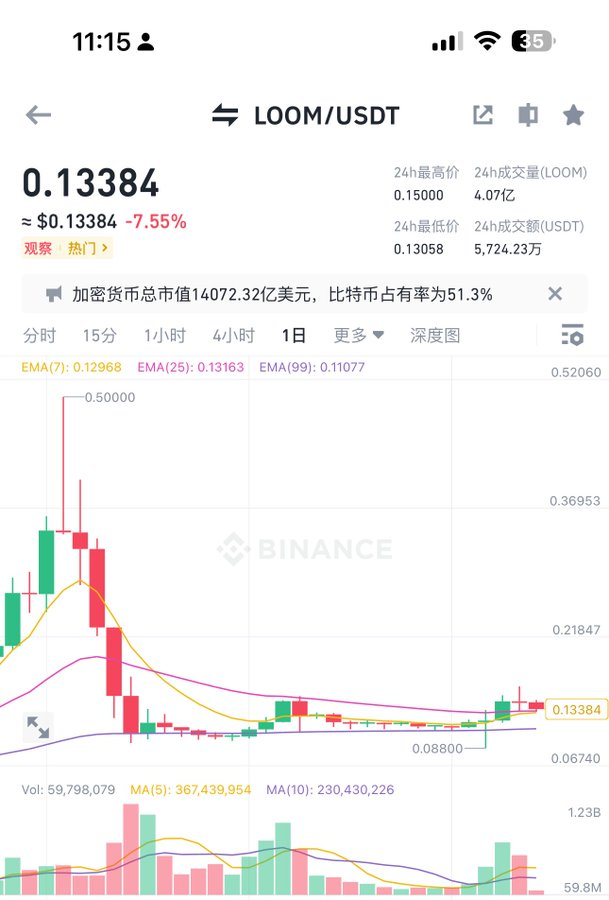 11:15
35
LOOM/USDT
0.13384
≈ $0.13384 -7.55%
观察 热门
24h最高价 24h成交量(LOOM)
0.15000 4.07亿
24h最低价 24h成交额(USDT)
0.13058 5,724.23万
加密货币总市值14072.32亿美元，比特币占有率为51.3%
分时 15分 1小时 4小时 1日 更多 深度图
EMA(7): 0.12968 EMA(25): 0.13163 EMA(99): 0.11077
0.52060
0.50000
0.36953
BINANCE
0.21847
0.13384
0.08800
0.06740
Vol: 59,798,079 MA(5): 367,439,954 MA(10): 230,430,226
1.23B
59.8M